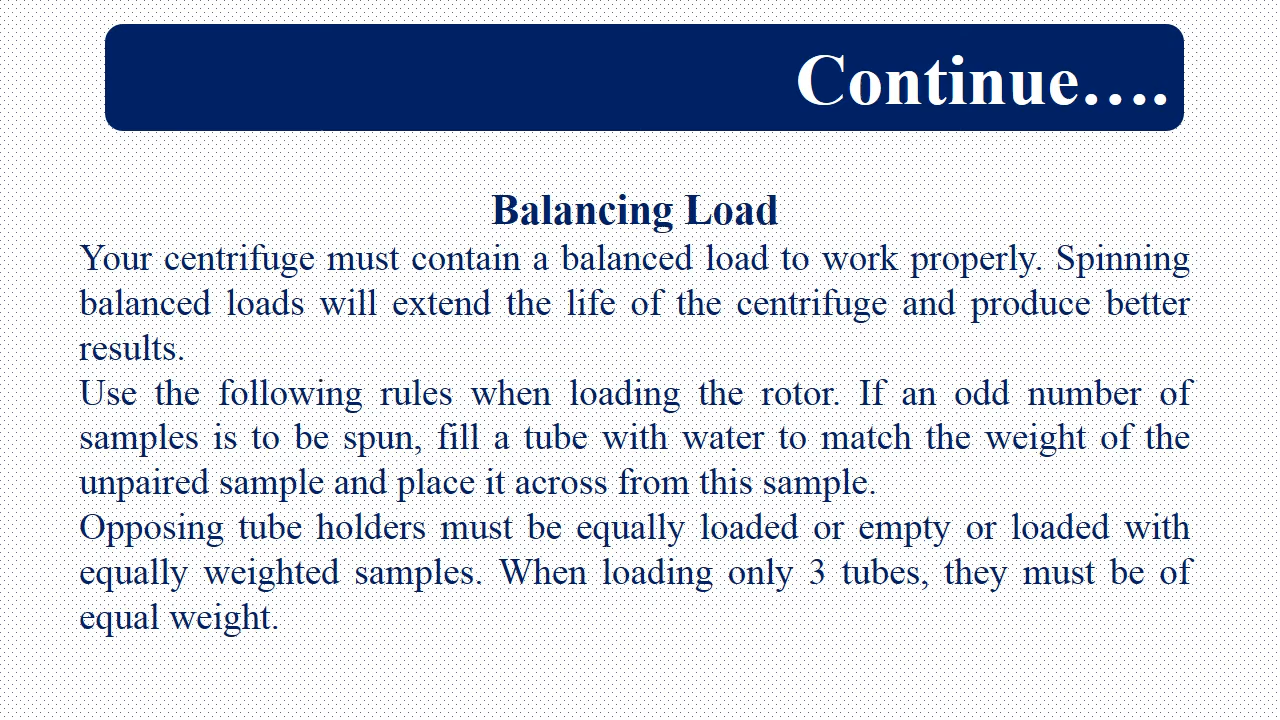 Continue….
Balancing Load
Your centrifuge must contain a balanced load to work properly. Spinning
balanced loads will extend the life of the centrifuge and produce better
results.
Use the following rules when loading the rotor. If an odd number of
samples is to be spun, fill a tube with water to match the weight of the
unpaired sample and place it across from this sample.
Opposing tube holders must be equally loaded or empty or loaded with
equally weighted samples. When loading only 3 tubes, they must be of
equal weight.